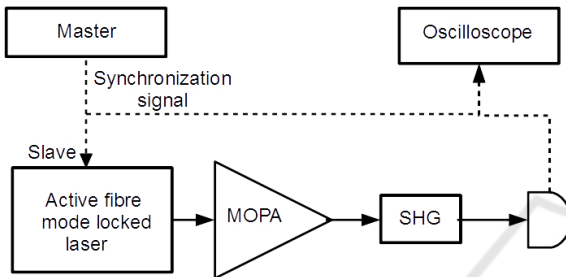 Master
Oscilloscope
Synchronization
signal
Slave
Active fibre
mode locked
laser
MOPA
SHG